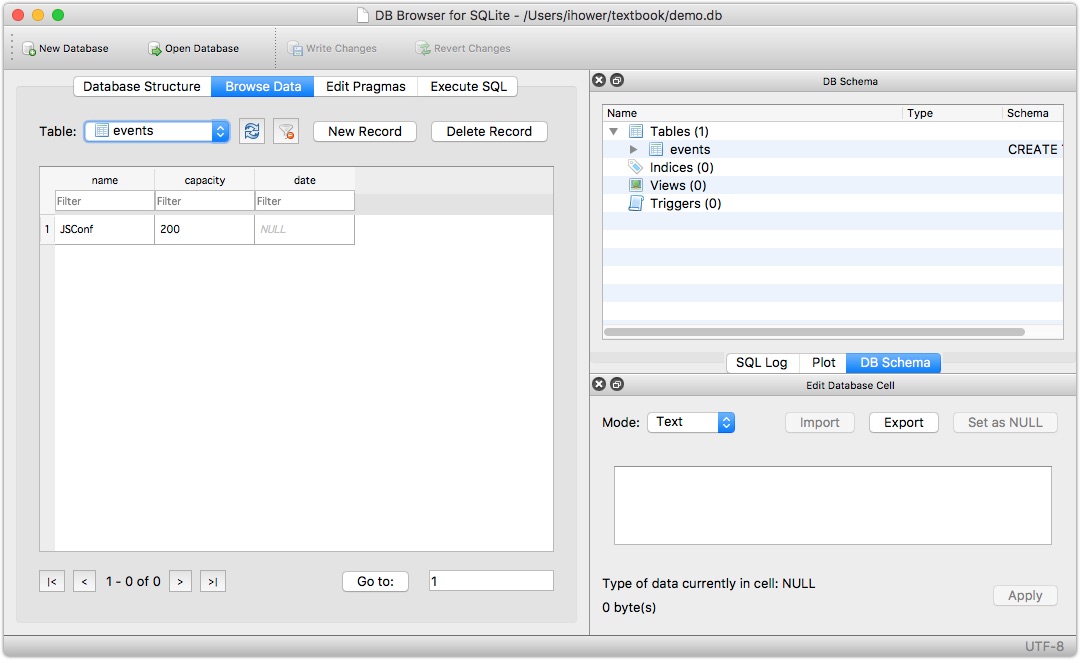 DB Browser for SQLite - /Users/ihower/textbook/demo.db
New Database Open Database Write Changes Revert Changes
Database Structure Browse Data Edit Pragmas Execute SQL
Table: events New Record Delete Record
name capacity date
Filter Filter Filter
1 JSConf 200 NULL
|< < 1 - 0 of 0 > >| Go to: 1
DB Schema
Name Type Schema
Tables (1)
events CREATE
Indices (0)
Views (0)
Triggers (0)
SQL Log Plot DB Schema
Edit Database Cell
Mode: Text Import Export Set as NULL
Type of data currently in cell: NULL
0 byte(s)
Apply
UTF-8